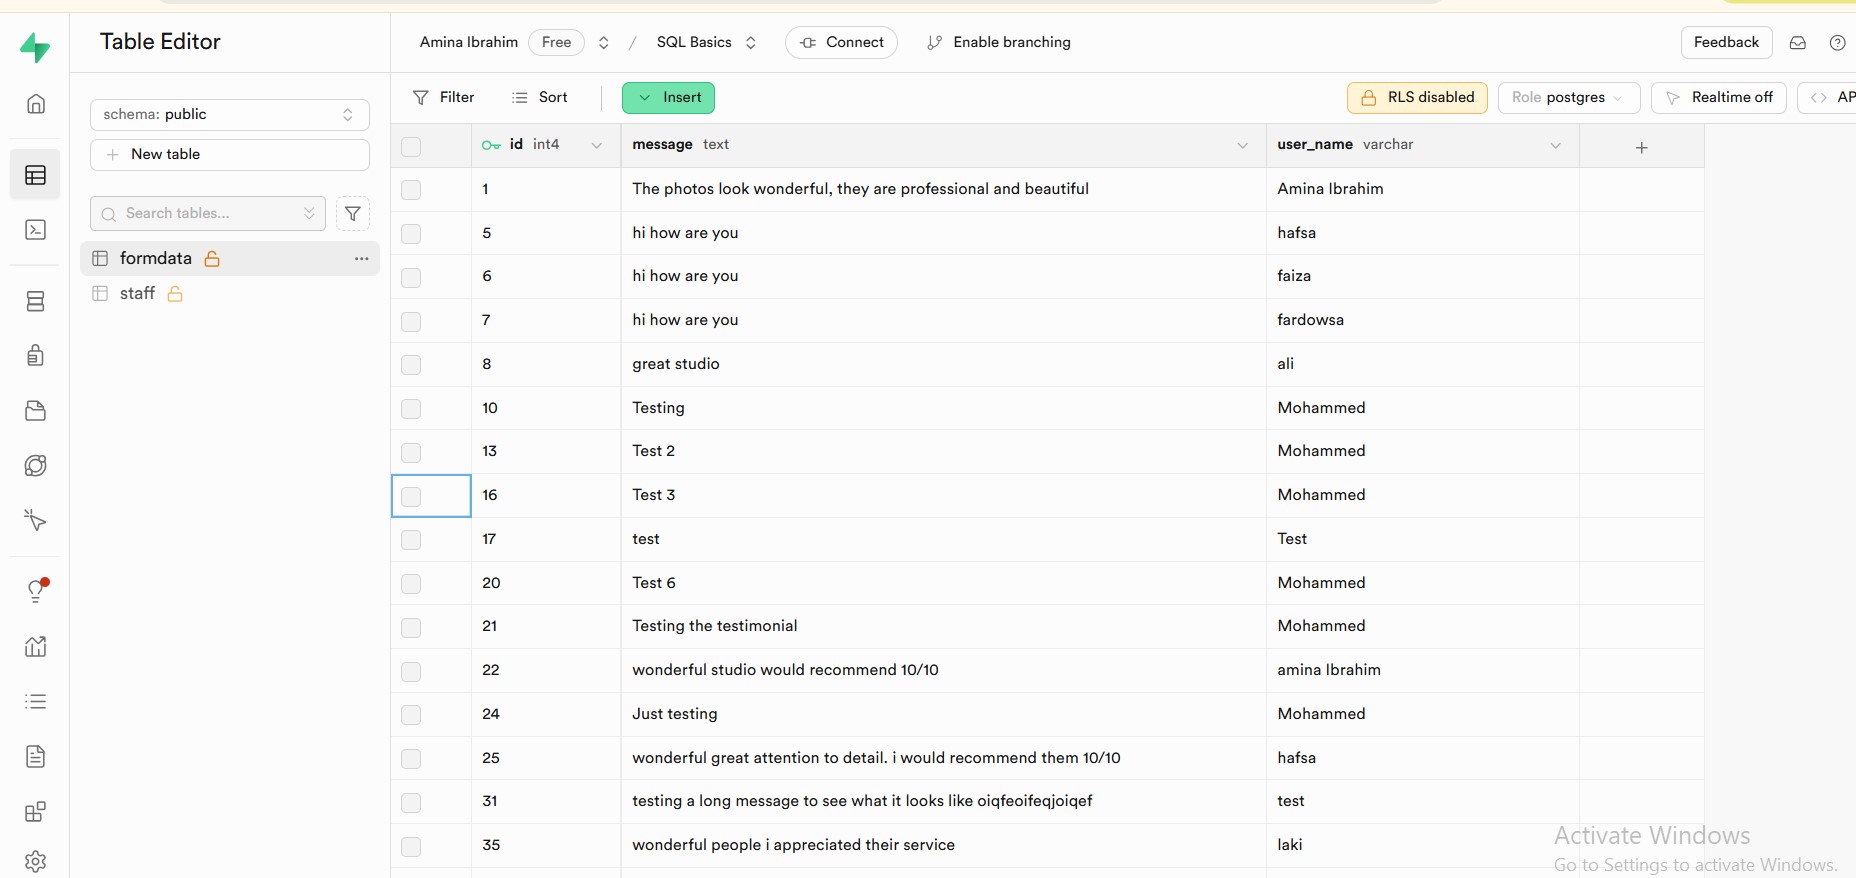 Table Editor
Amina Ibrahim Free / SQL Basics Connect Enable branching Feedback
schema: public
New table
Search tables...
formdata
staff
Filter Sort Insert RLS disabled Role postgres Realtime off AP
id int4 message text user_name varchar
1 The photos look wonderful, they are professional and beautiful Amina Ibrahim
5 hi how are you hafsa
6 hi how are you faiza
7 hi how are you fardowsa
8 great studio ali
10 Testing Mohammed
13 Test 2 Mohammed
16 Test 3 Mohammed
17 test Test
20 Test 6 Mohammed
21 Testing the testimonial Mohammed
22 wonderful studio would recommend 10/10 amina Ibrahim
24 Just testing Mohammed
25 wonderful great attention to detail. i would recommend them 10/10 hafsa
31 testing a long message to see what it looks like oiqfeoifeqjoiqef test
35 wonderful people i appreciated their service laki
Activate Windows
Go to Settings to activate Windows.